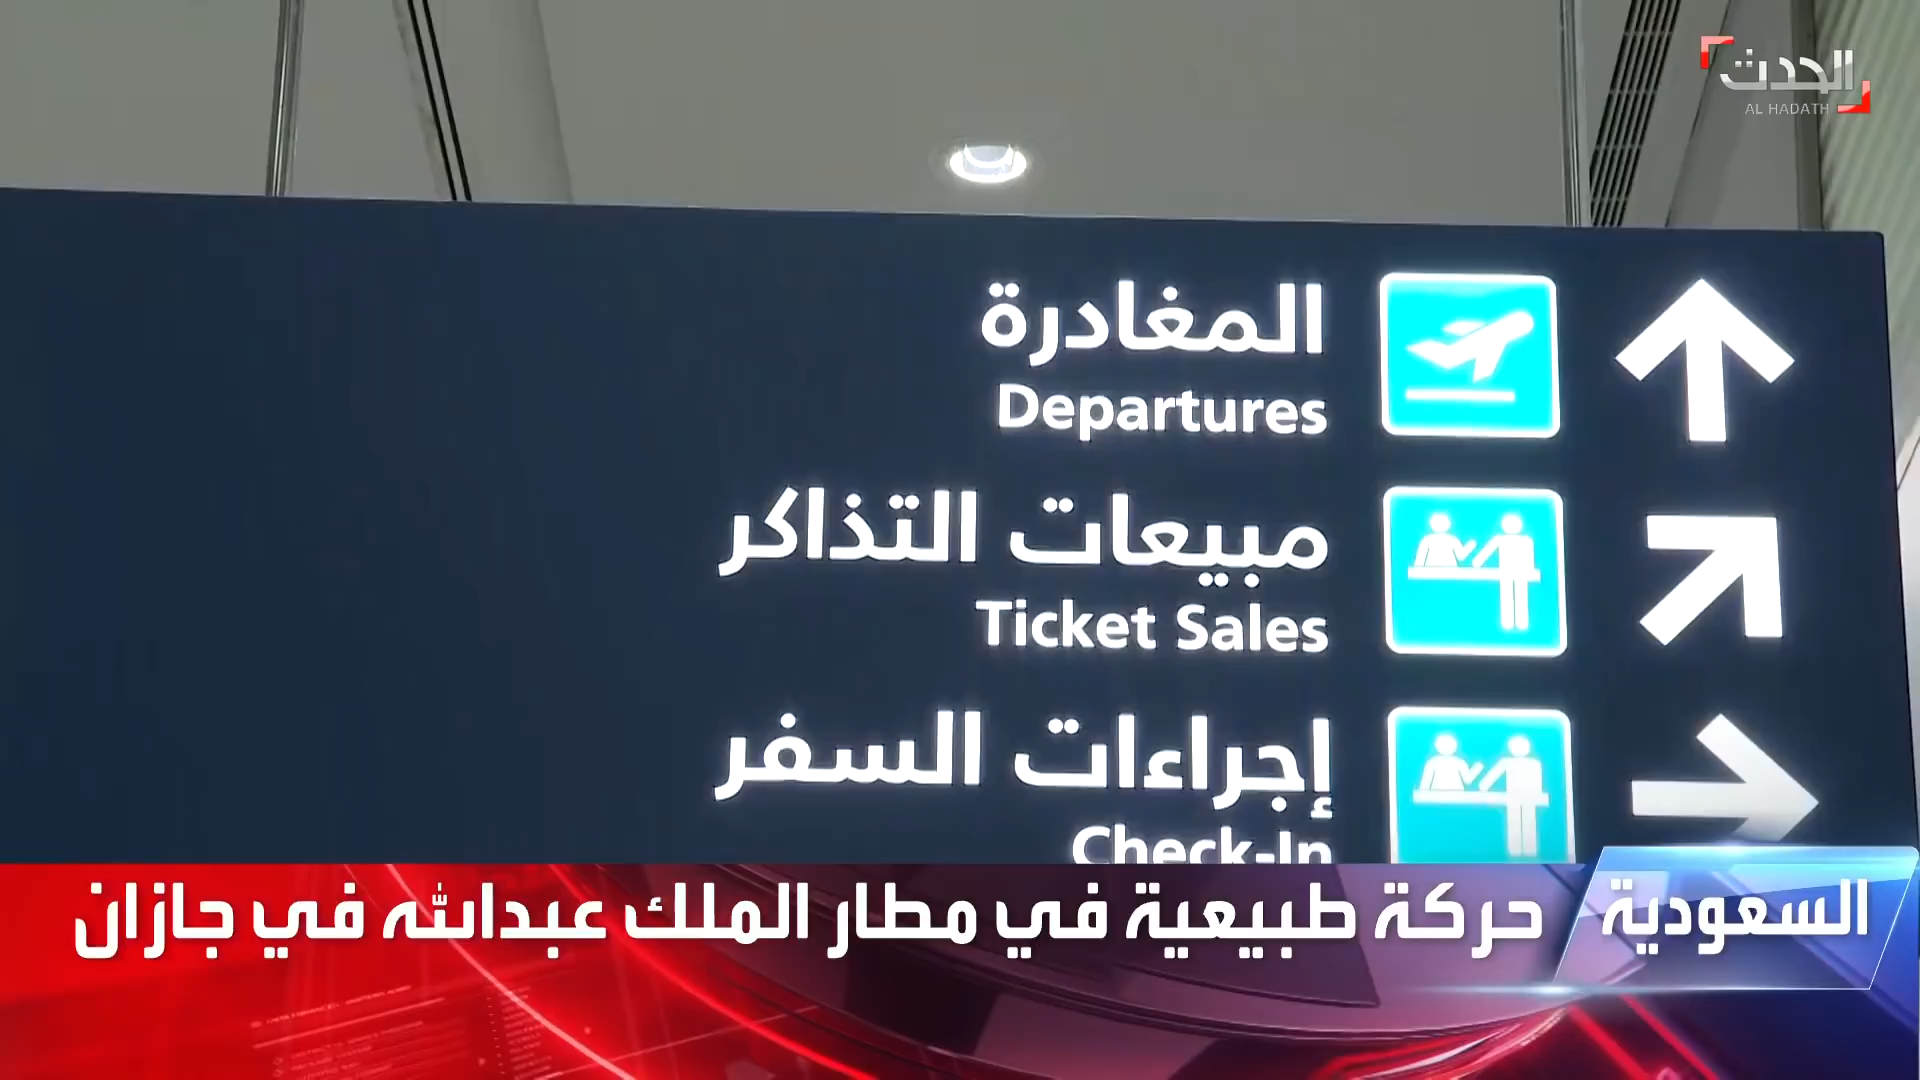 الحدث
AL HADATH
المغادرة
Departures
مبيعات التذاكر
Ticket Sales
إجراءات السفر
Check-In
السعودية
حركة طبيعية في مطار الملك عبدالله في جازان